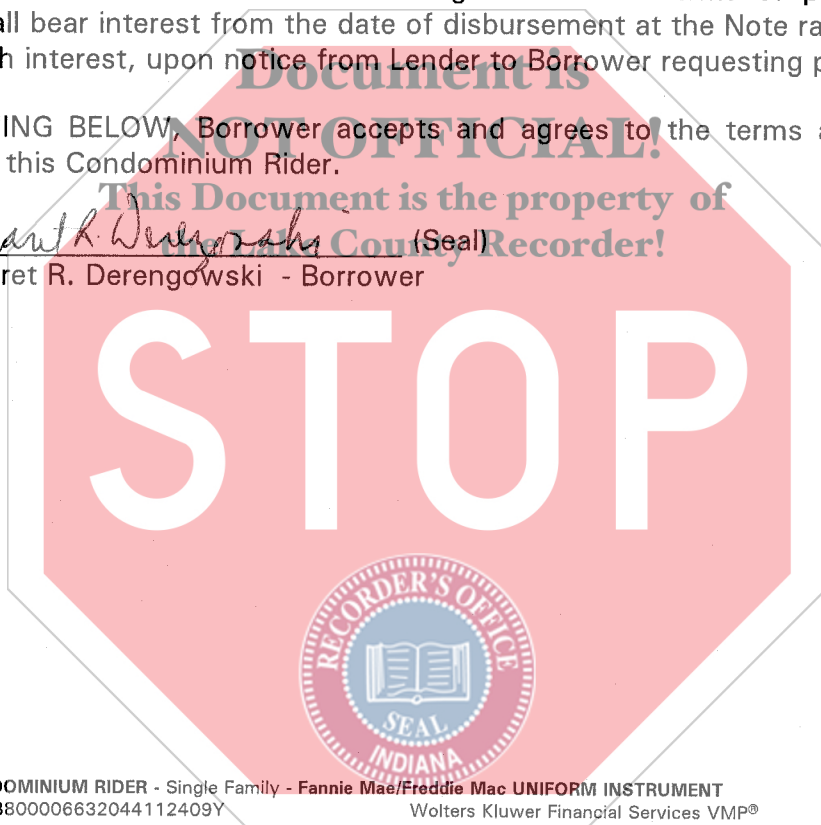 all bear interest from the date of disbursement at the Note ra
h interest, upon notice from Lender to Borrower requesting p
Document is
ING BELOW, Borrower accepts and agrees to the terms a
NOT OFFICIAL!
this Condominium Rider.
This Document is the property of
the Lake County Recorder!
(Seal)
ret R. Derengowski - Borrower
STOP
RECORDER'S OFFICE
SEAL
INDIANA
OMINIUM RIDER - Single Family - Fannie Mae/Freddie Mac UNIFORM INSTRUMENT
8800006632044112409Y Wolters Kluwer Financial Services VMP®